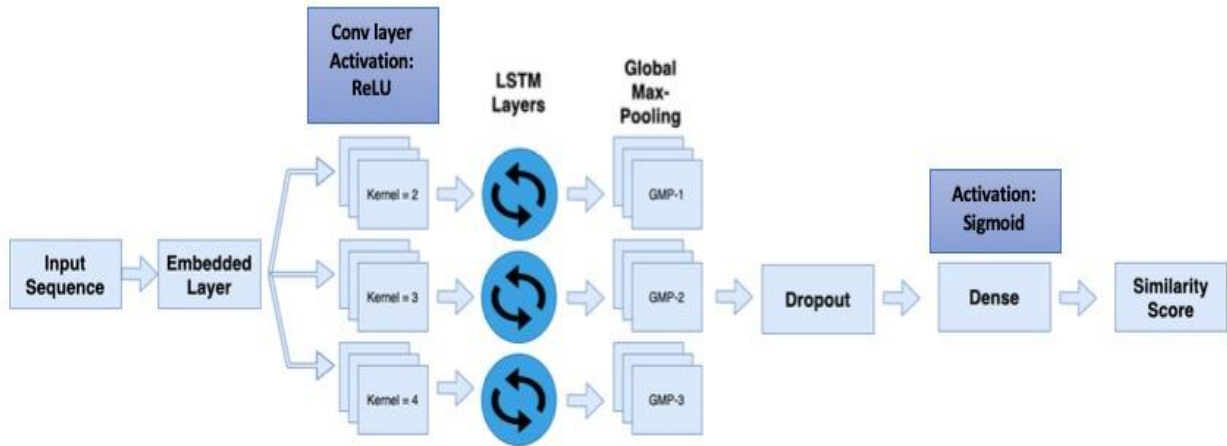 Conv layer
Activation:
ReLU
LSTM
Layers
Global
Max-
Pooling
Kernel = 2
GMP-1
Activation:
Sigmoid
Input
Sequence
Embedded
Layer
Kernel = 3
GMP-2
Dropout
Dense
Similarity
Score
Kernel = 4
GMP-3